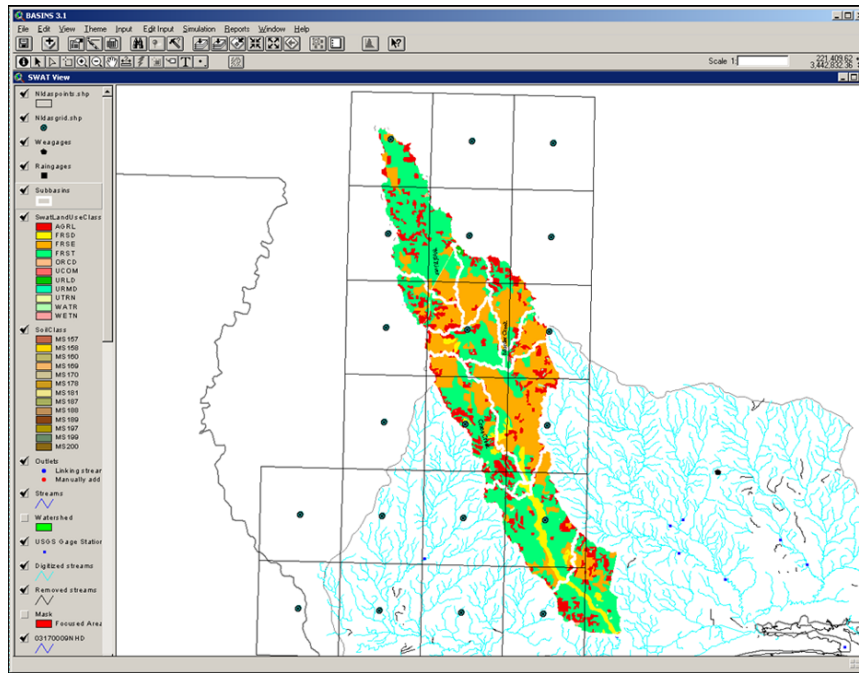 BASINS 3.1
File Edit View Theme Input Edit Input Simulation Reports Window Help
Scale 1:
221,409.62
3,442,832.36
SWAT View
Nldaspoints.shp
Nldasgrid.shp
Weagages
Raingages
Subbasins
SwatLandUseClass
AGRL
FRSD
FRSE
FRST
ORCD
UCOM
URLD
URMD
UTRN
WATR
WETN
SoilClass
MS157
MS158
MS160
MS169
MS170
MS178
MS181
MS187
MS188
MS189
MS197
MS199
MS200
Outlets
Linking strear
Manually add
Streams
Watershed
USGS Gage Station
Digitized streams
Removed streams
Mask
Focused Area
03170009NHD